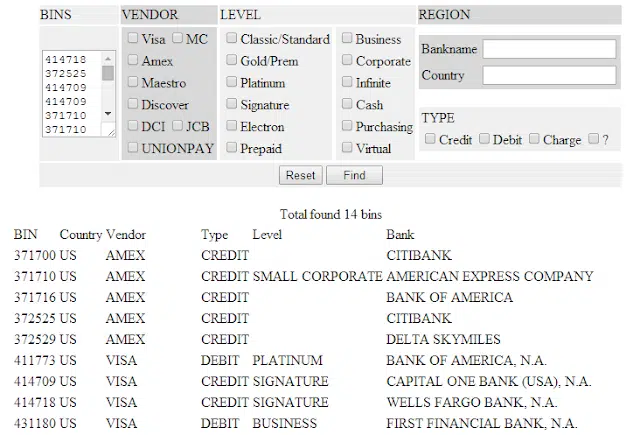 BINS VENDOR LEVEL REGION
414718
372525
414709
414709
371710
371710
Visa MC
Amex
Maestro
Discover
DCI JCB
UNIONPAY
Classic/Standard
Gold/Prem
Platinum
Signature
Electron
Prepaid
Business
Corporate
Infinite
Cash
Purchasing
Virtual
Bankname
Country
TYPE
Credit Debit Charge ?
Reset Find
Total found 14 bins
BIN Country Vendor Type Level Bank
371700 US AMEX CREDIT CITIBANK
371710 US AMEX CREDIT SMALL CORPORATE AMERICAN EXPRESS COMPANY
371716 US AMEX CREDIT BANK OF AMERICA
372525 US AMEX CREDIT CITIBANK
372529 US AMEX CREDIT DELTA SKYMILES
411773 US VISA DEBIT PLATINUM BANK OF AMERICA, N.A.
414709 US VISA CREDIT SIGNATURE CAPITAL ONE BANK (USA), N.A.
414718 US VISA CREDIT SIGNATURE WELLS FARGO BANK, N.A.
431180 US VISA DEBIT BUSINESS FIRST FINANCIAL BANK, N.A.